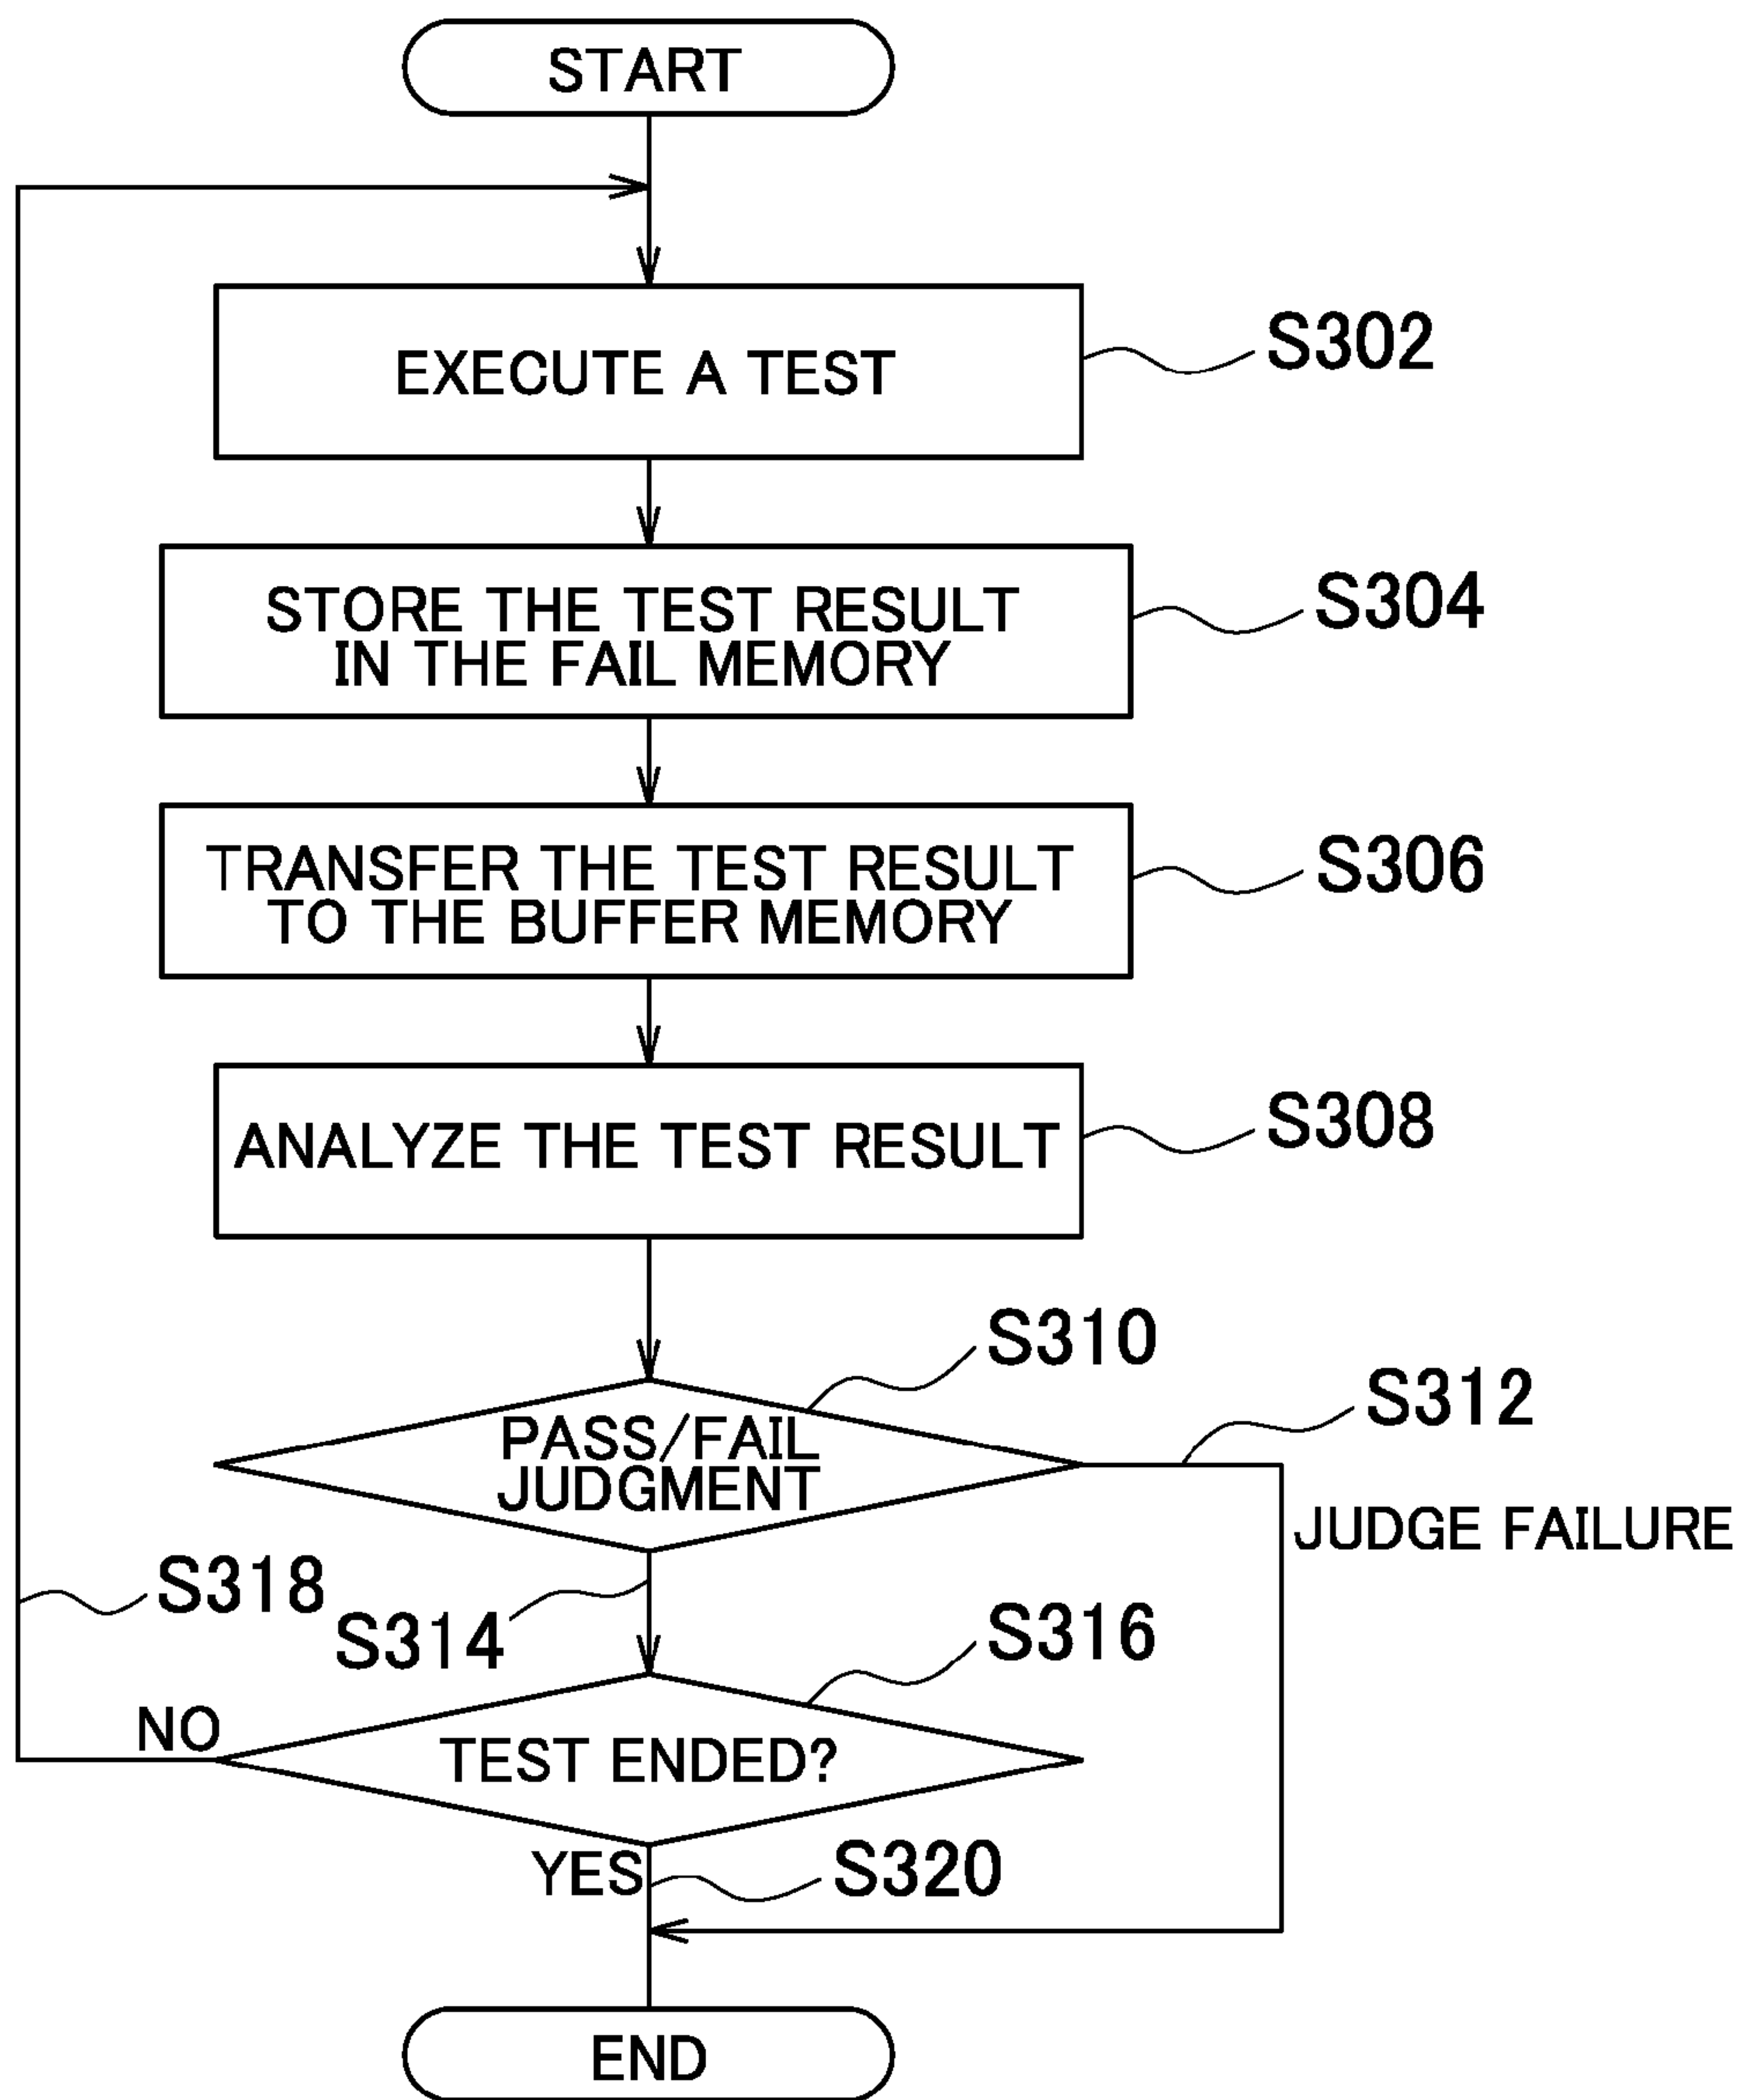 START
EXECUTE A TEST
S302
STORE THE TEST RESULT
IN THE FAIL MEMORY
S304
TRANSFER THE TEST RESULT
TO THE BUFFER MEMORY
S306
ANALYZE THE TEST RESULT
S308
S310
PASS/FAIL
JUDGMENT
S312
JUDGE FAILURE
S318
S314
S316
NO
TEST ENDED?
YES
S320
END